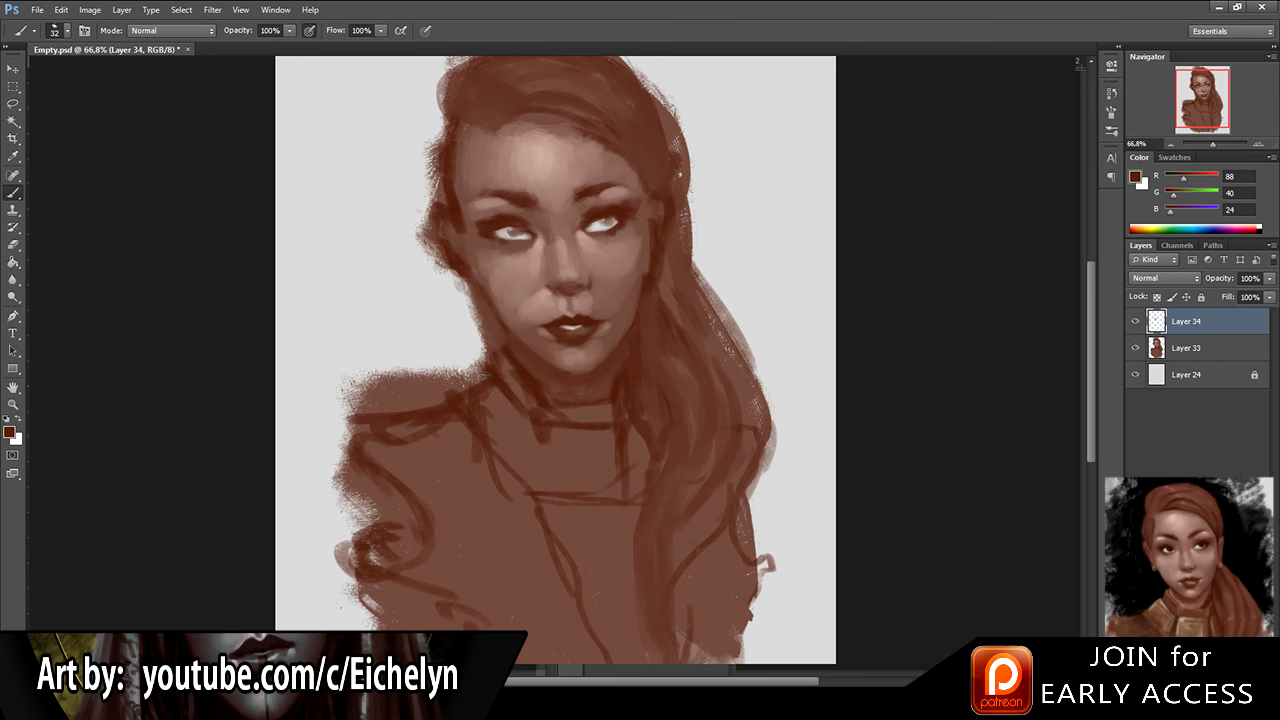 Ps File Edit Image Layer Type Select Filter View Window Help
32 Mode: Normal Opacity: 100% Flow: 100% Essentials
Empty.psd @ 66,8% (Layer 34, RGB/8) * ×
2
Navigator
66,8%
Color Swatches
R 88
G 40
B 24
Layers Channels Paths
Kind
Normal Opacity: 100%
Lock: Fill: 100%
Layer 34
Layer 33
Layer 24
Art by: youtube.com/c/Eichelyn
patreon
JOIN for
EARLY ACCESS